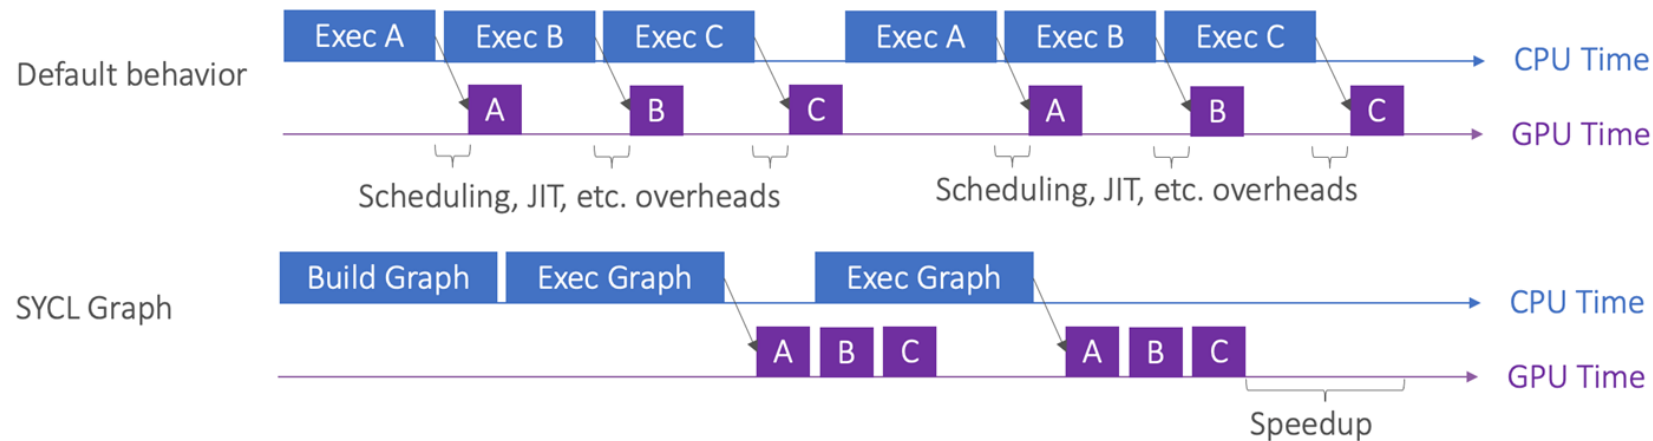 Exec A Exec B Exec C Exec A Exec B Exec C
CPU Time
Default behavior
A B C A B C
GPU Time
Scheduling, JIT, etc. overheads
Scheduling, JIT, etc. overheads
Build Graph Exec Graph Exec Graph
CPU Time
SYCL Graph
A B C A B C
GPU Time
Speedup